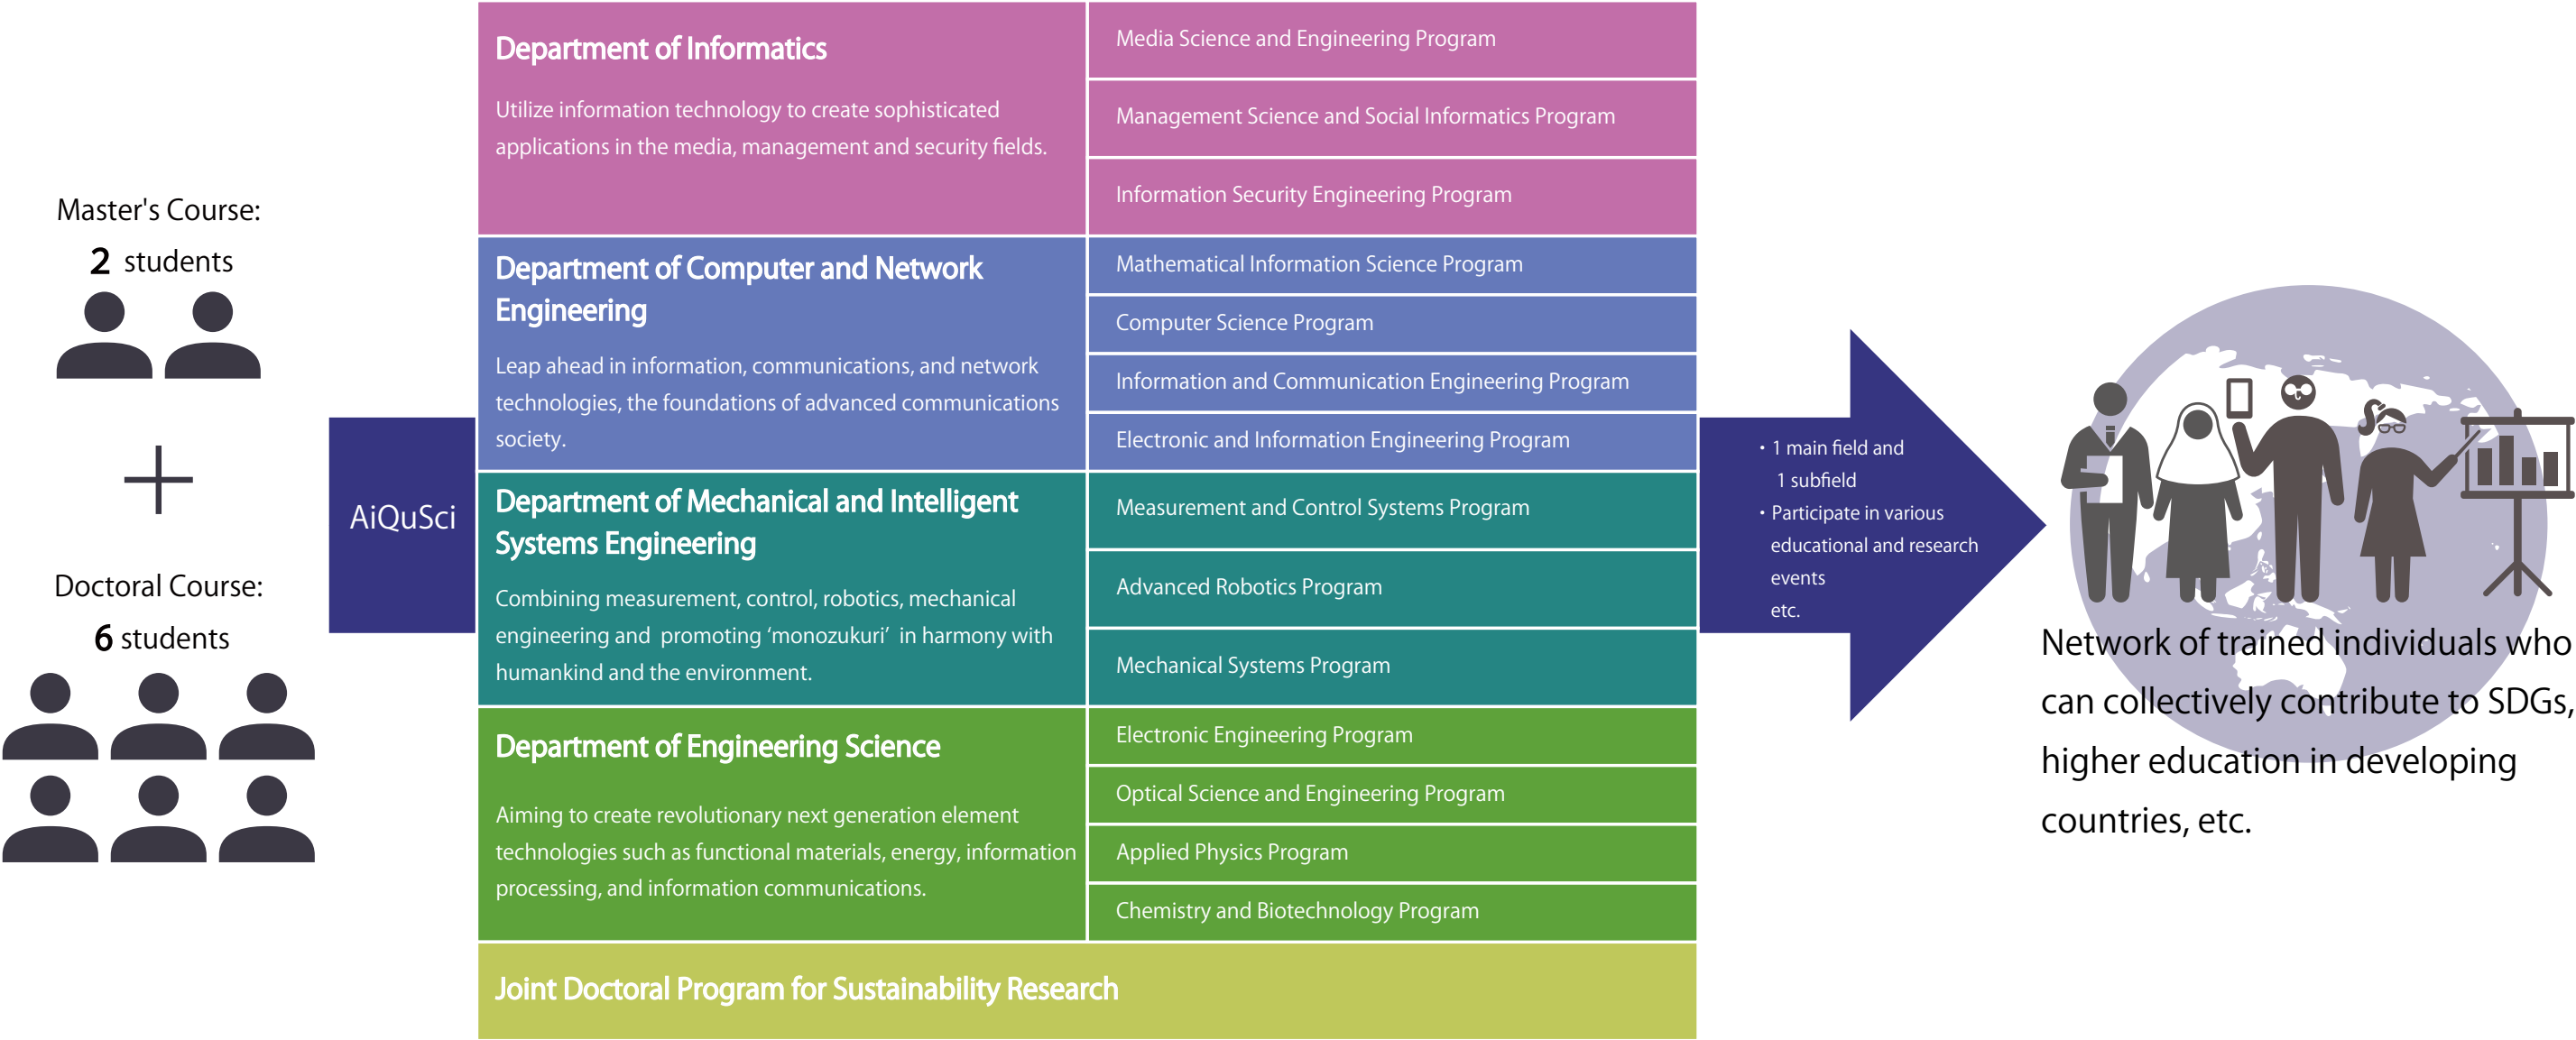 Master's Course:
2 students
Doctoral Course:
6 students
AiQuSci
Department of Informatics
Utilize information technology to create sophisticated
applications in the media, management and security fields.
Media Science and Engineering Program
Management Science and Social Informatics Program
Information Security Engineering Program
Department of Computer and Network
Engineering
Leap ahead in information, communications, and network
technologies, the foundations of advanced communications
society.
Mathematical Information Science Program
Computer Science Program
Information and Communication Engineering Program
Electronic and Information Engineering Program
Department of Mechanical and Intelligent
Systems Engineering
Combining measurement, control, robotics, mechanical
engineering and promoting ‘monozukuri’ in harmony with
humankind and the environment.
Measurement and Control Systems Program
Advanced Robotics Program
Mechanical Systems Program
Department of Engineering Science
Aiming to create revolutionary next generation element
technologies such as functional materials, energy, information
processing, and information communications.
Electronic Engineering Program
Optical Science and Engineering Program
Applied Physics Program
Chemistry and Biotechnology Program
Joint Doctoral Program for Sustainability Research
・1 main field and
1 subfield
・Participate in various
educational and research
events
etc.
Network of trained individuals who
can collectively contribute to SDGs,
higher education in developing
countries, etc.